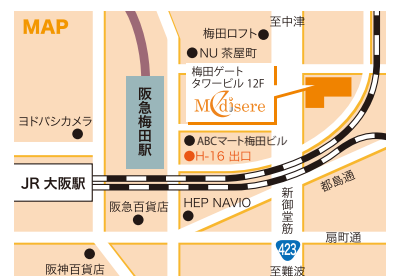 MAP
至中津
梅田ロフト
NU 茶屋町
梅田ゲート
タワービル 12F
Medisere
阪急梅田駅
ヨドバシカメラ
ABCマート梅田ビル
H-16 出口
JR 大阪駅
新御堂筋
都島通
阪急百貨店
HEP NAVIO
扇町通
423
阪神百貨店
至難波